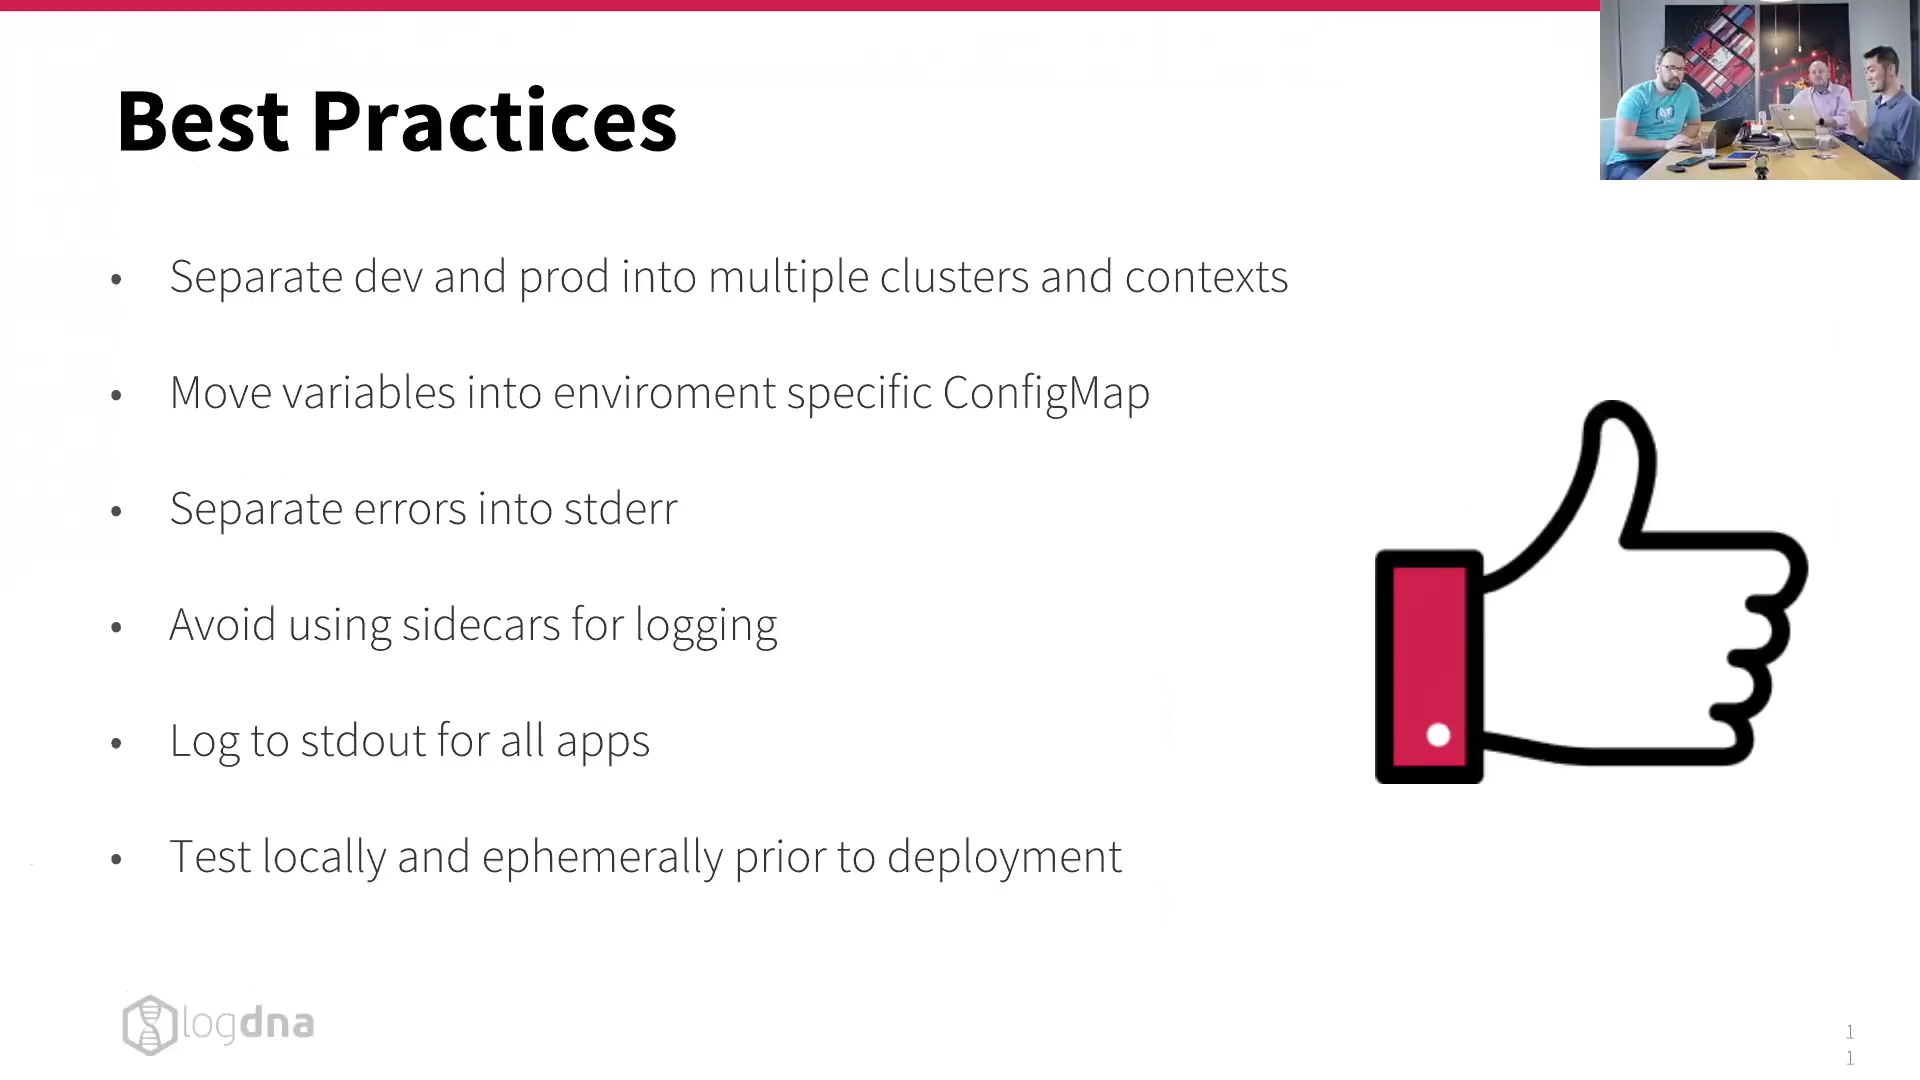 Best Practices
• Separate dev and prod into multiple clusters and contexts
• Move variables into enviroment specific ConfigMap
• Separate errors into stderr
• Avoid using sidecars for logging
• Log to stdout for all apps
• Test locally and ephemerally prior to deployment
logdna
1
1